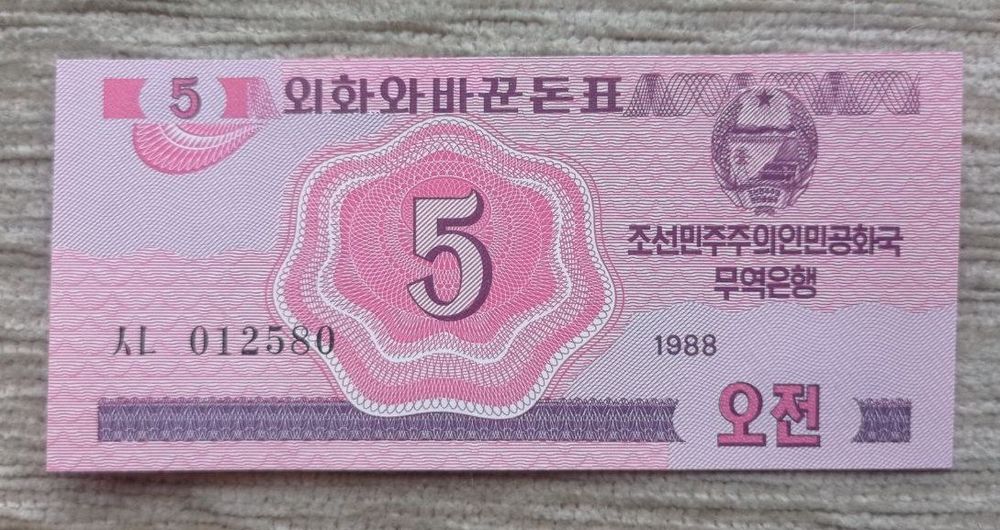 5 외화와바꾼돈표
조선민주주의인민공화국
무역은행
5
ㅅㄴ 012580
1988
오전